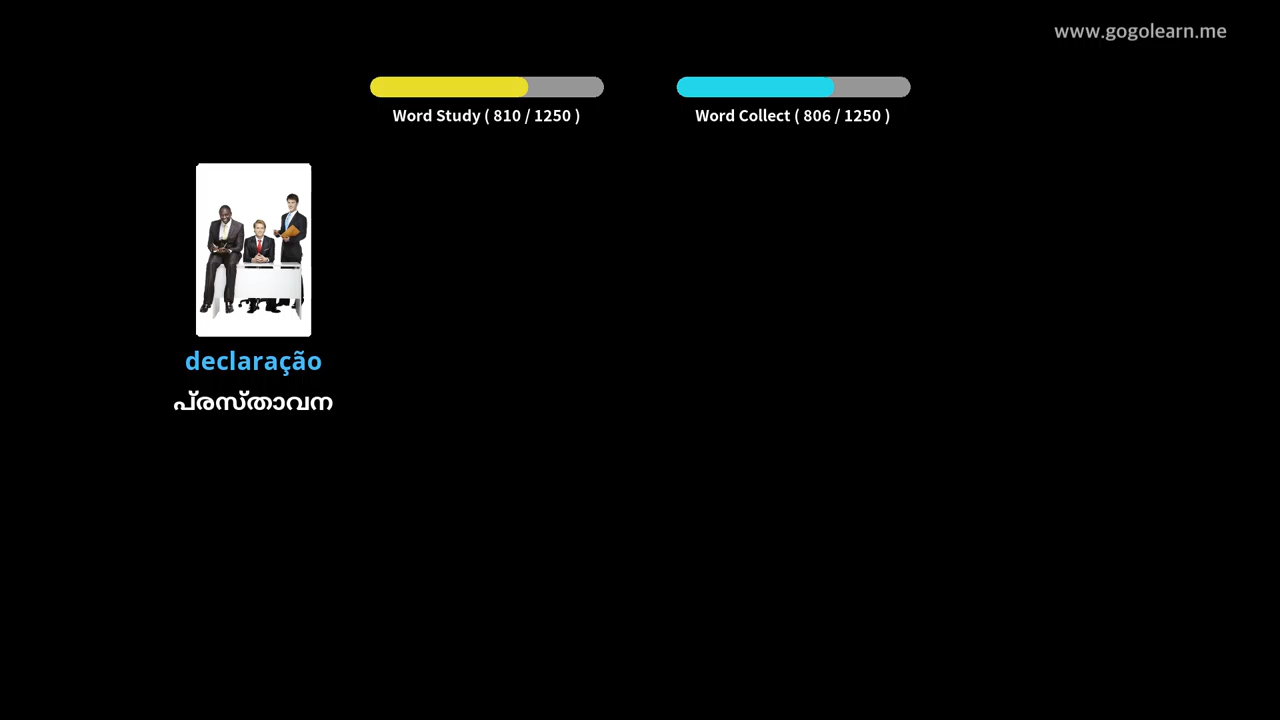 www.gogolearn.me
Word Study ( 810 / 1250 )
Word Collect ( 806 / 1250 )
declaração
പ്രസ്താവന